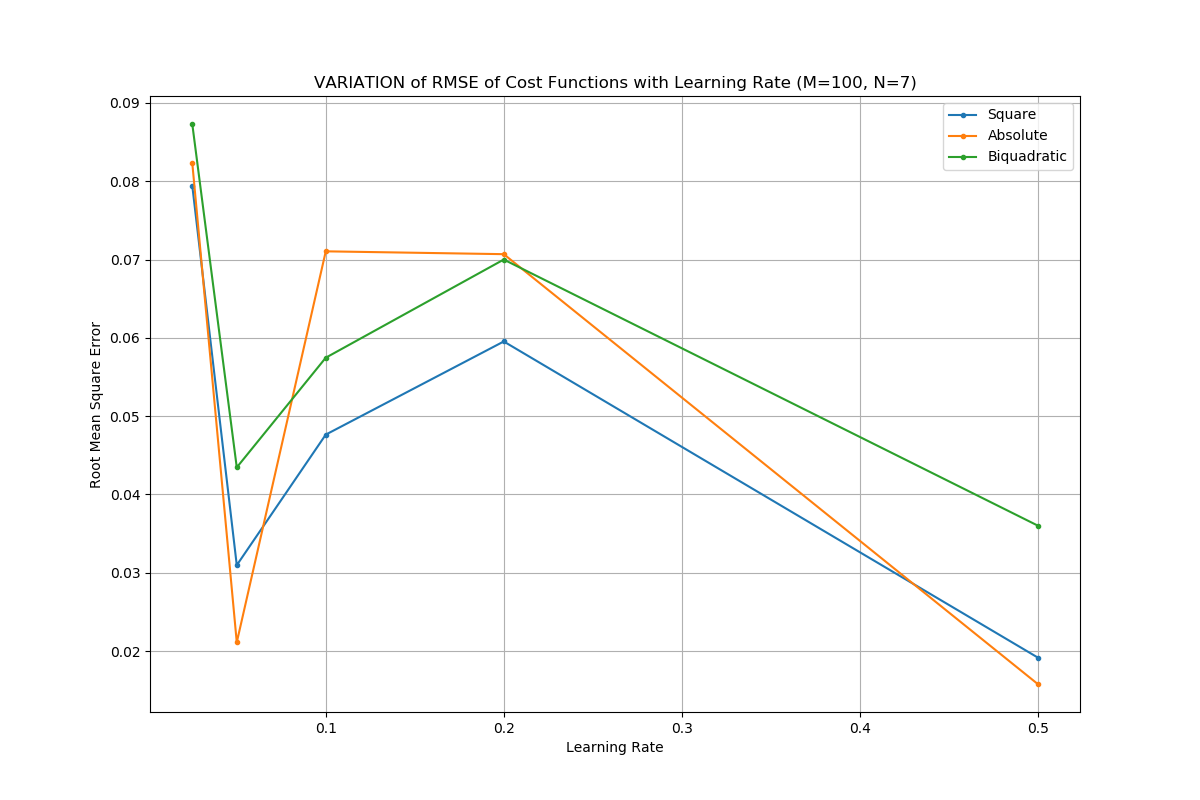 VARIATION of RMSE of Cost Functions with Learning Rate (M=100, N=7)
Square
Absolute
Biquadratic
0.09
0.08
0.07
0.06
0.05
0.04
0.03
0.02
Root Mean Square Error
0.1 0.2 0.3 0.4 0.5
Learning Rate